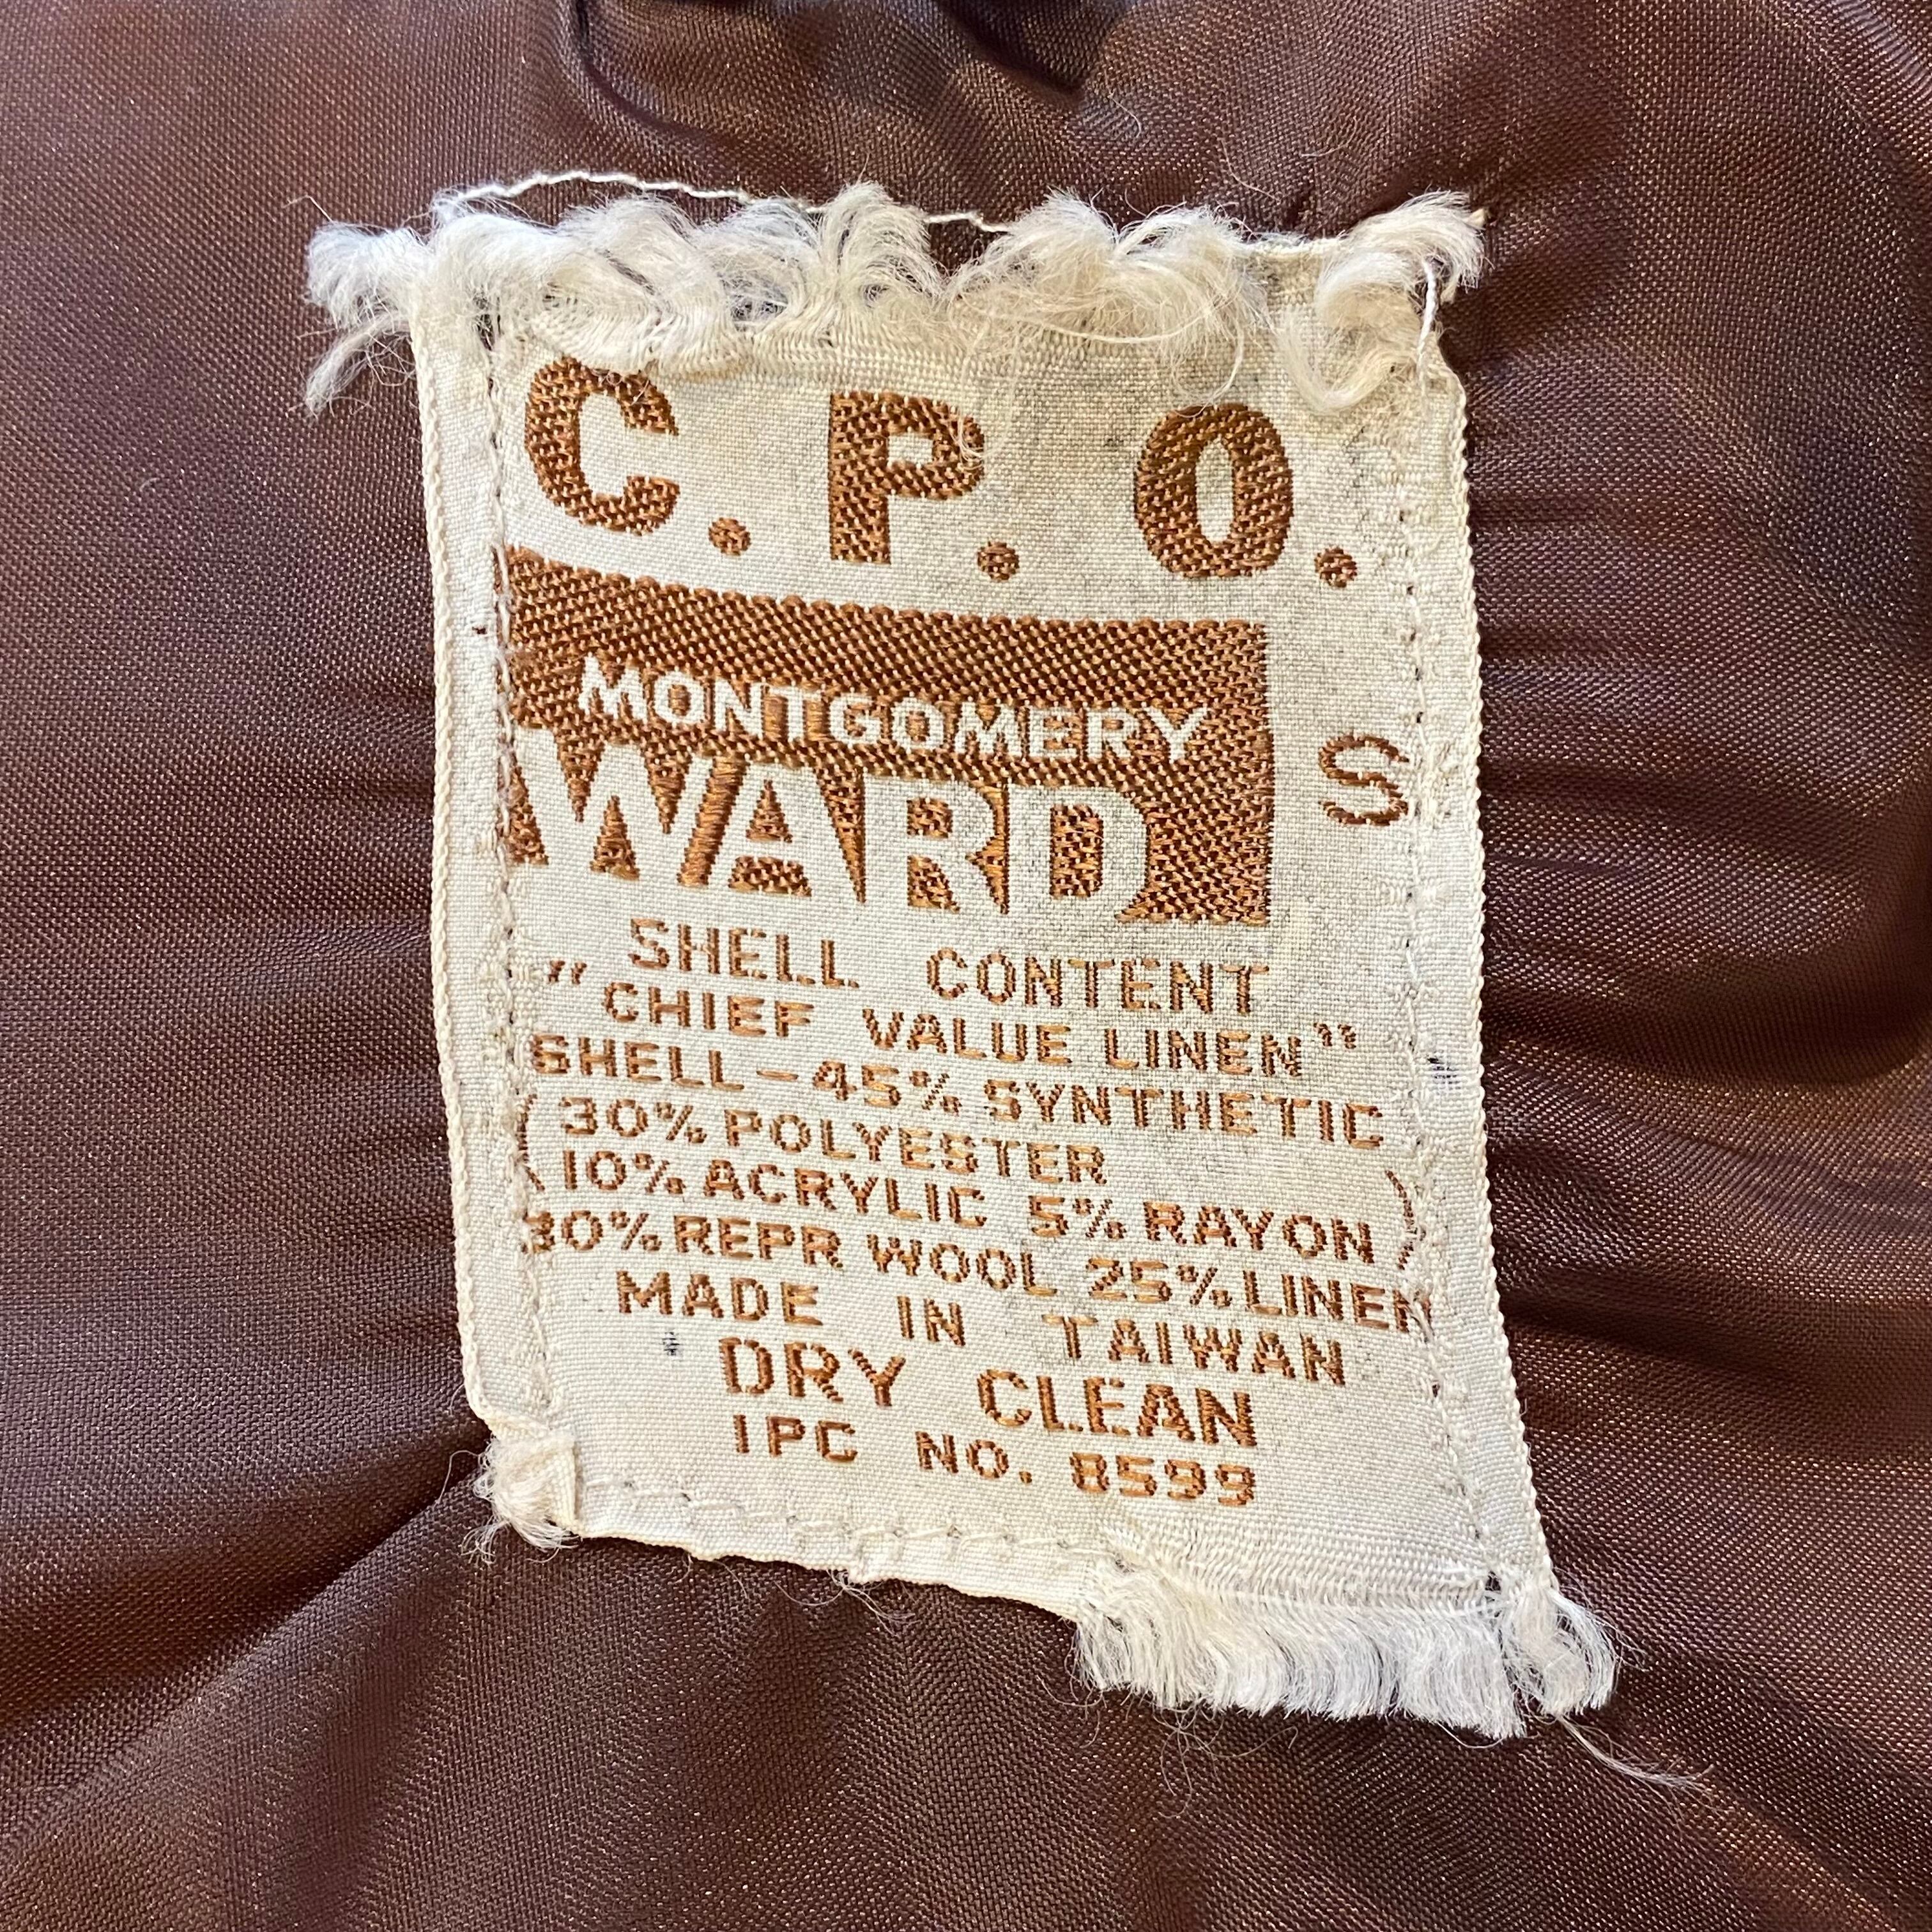 C. P. O.
MONTGOMERY
WARD S
SHELL CONTENT
"CHIEF VALUE LINEN"
SHELL-45% SYNTHETIC
(30% POLYESTER
10% ACRYLIC 5% RAYON)
30% REPR WOOL 25% LINEN
MADE IN TAIWAN
DRY CLEAN
IPC NO. 8599